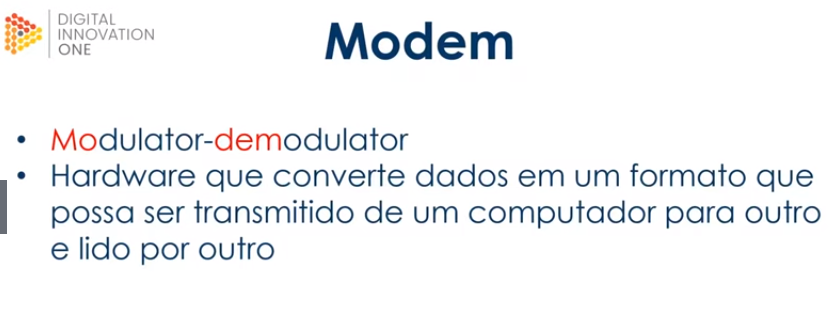 DIGITAL
INNOVATION
ONE
Modem
• Modulator-demodulator
• Hardware que converte dados em um formato que
possa ser transmitido de um computador para outro
e lido por outro